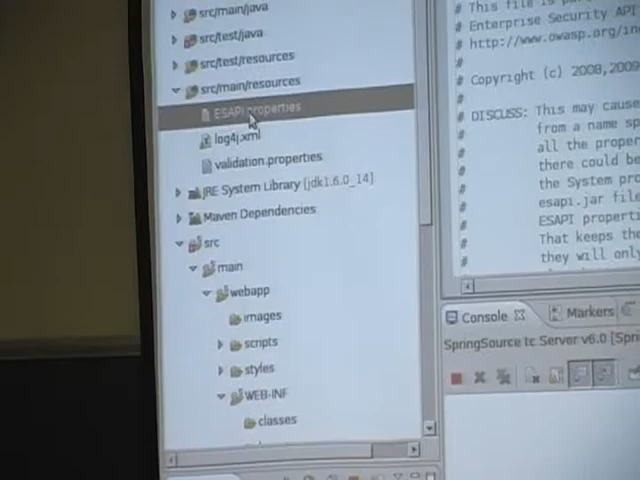 src/main/java
src/test/java
src/test/resources
src/main/resources
ESAPI.properties
log4j.xml
validation.properties
JRE System Library [jdk1.6.0_14]
Maven Dependencies
src
main
webapp
images
scripts
styles
WEB-INF
classes
# This file is
# Enterprise Security API
# http://www.owasp.org/in
#
# Copyright (c) 2008,2009
#
# DISCUSS: This may cause
# from a name sp
# all the proper
# there could be
# the System pro
# esapi.jar file
# ESAPI properti
# That keeps the
# they will only
Console
Markers
SpringSource tc Server v6.0 [Spri